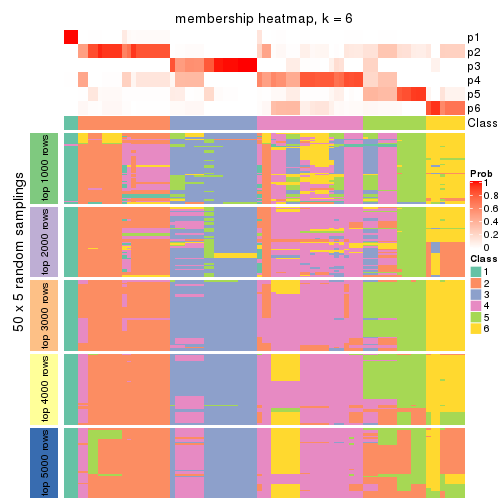 membership heatmap, k = 6
p1
p2
p3
p4
p5
p6
Class
50 x 5 random samplings
top 1000 rows
top 2000 rows
top 3000 rows
top 4000 rows
top 5000 rows
Prob
1
0.8
0.6
0.4
0.2
0
Class
1
2
3
4
5
6